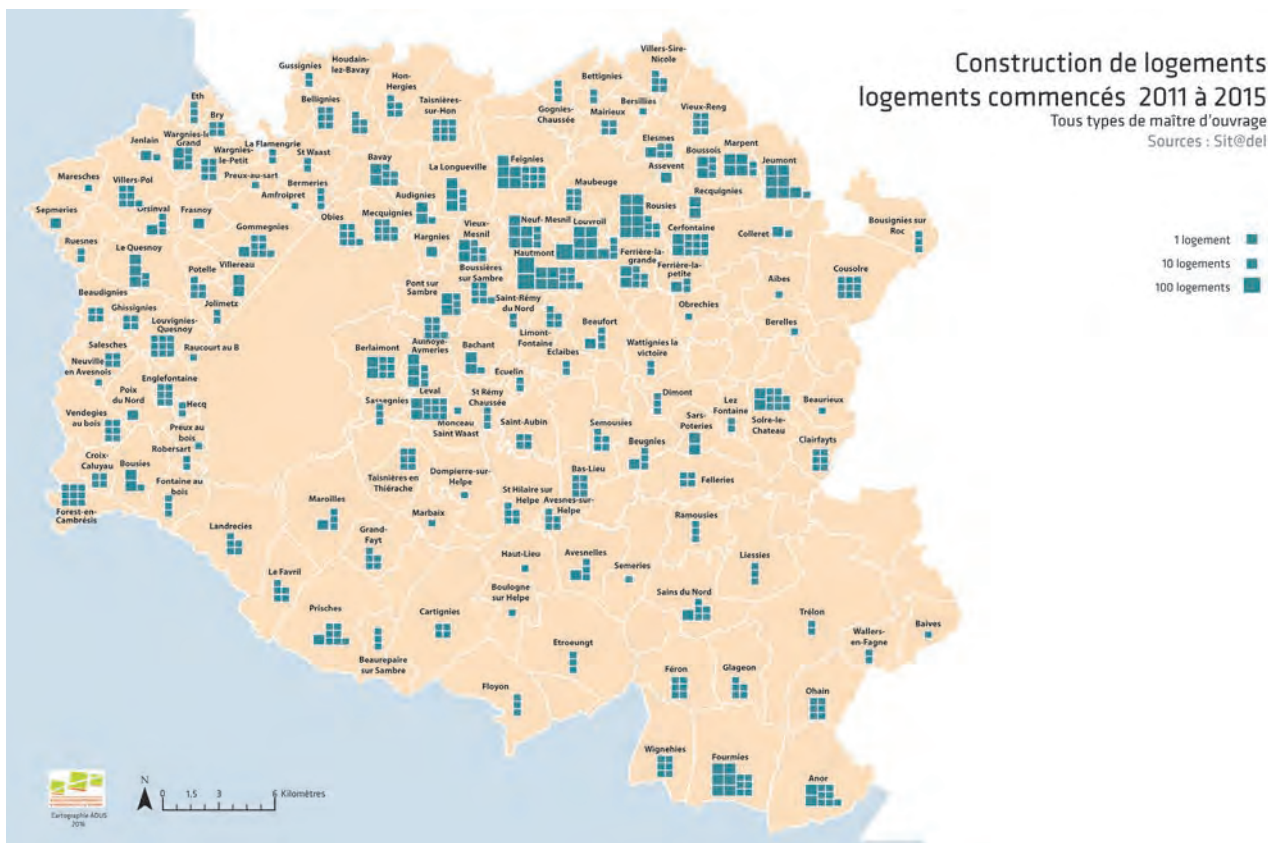 Construction de logements
logements commencés 2011 à 2015
Tous types de maître d'ouvrage
Sources : Sit@del
1 logement
10 logements
100 logements
Villers-Sire-
Nicole
Gussignies
Houdain-
lez-Bavay
Hon-
Hergies
Bettignies
Bersillies
Eth
Bellignies
Taisnières-
sur-Hon
Gognies-
Chaussée
Mairieux
Vieux-Reng
Bry
Wargnies-le-
Grand
Jenlain
Wargnies-
le-Petit
La Flamengrie
St Waast
Elesmes
Boussois
Marpent
Assevent
Jeumont
Bavay
La Longueville
Feignies
Maresches
Villers-Pol
Preux-au-sart
Bermeries
Amfroipret
Audignies
Maubeuge
Recquignies
Sepmeries
Orsinval
Frasnoy
Obies
Mecquignies
Vieux-
Mesnil
Neuf-Mesnil
Louvroil
Rousies
Cerfontaine
Colleret
Bousignies sur
Roc
Ruesnes
Gommegnies
Hargnies
Hautmont
Ferrière-la-
grande
Ferrière-la-
petite
Le Quesnoy
Potelle
Villereau
Boussières
sur Sambre
Aibes
Cousolre
Beaudignies
Jolimetz
Pont sur
Sambre
Saint-Rémy
du Nord
Obrechies
Ghissignies
Louvignies-
Quesnoy
Limont-
Fontaine
Beaufort
Berelles
Salesches
Raucourt au B
Berlaimont
Aulnoye-
Aymeries
Bachant
Eclaibes
Wattignies la
victoire
Neuville
en Avesnois
Ecuelin
Englefontaine
Poix
du Nord
Hecq
Sassegnies
Leval
St Rémy
Chaussée
Dimont
Lez
Fontaine
Solre-le-
Chateau
Beaurieux
Vendegies
au bois
Preux au
bois
Monceau
Saint Waast
Saint-Aubin
Semousies
Sars-
Poteries
Robersart
Beugnies
Clairfayts
Croix-
Caluyau
Bousies
Fontaine au
bois
Taisnières en
Thiérache
Dompierre-sur-
Helpe
Bas-Lieu
Felleries
Forest-en-
Cambrésis
Maroilles
Marbaix
St Hilaire sur
Helpe
Avesnes-sur-
Helpe
Ramousies
Landrecies
Grand-
Fayt
Haut-Lieu
Avesnelles
Semeries
Liessies
Le Favril
Boulogne
sur Helpe
Sains du Nord
Prisches
Cartignies
Trélon
Wallers-
en-Fagne
Baives
Beaurepaire
sur Sambre
Etroeungt
Floyon
Féron
Glageon
Ohain
Wignehies
Fourmies
Anor
N
0 1,5 3 6 Kilomètres
Cartographie ADUS
2016